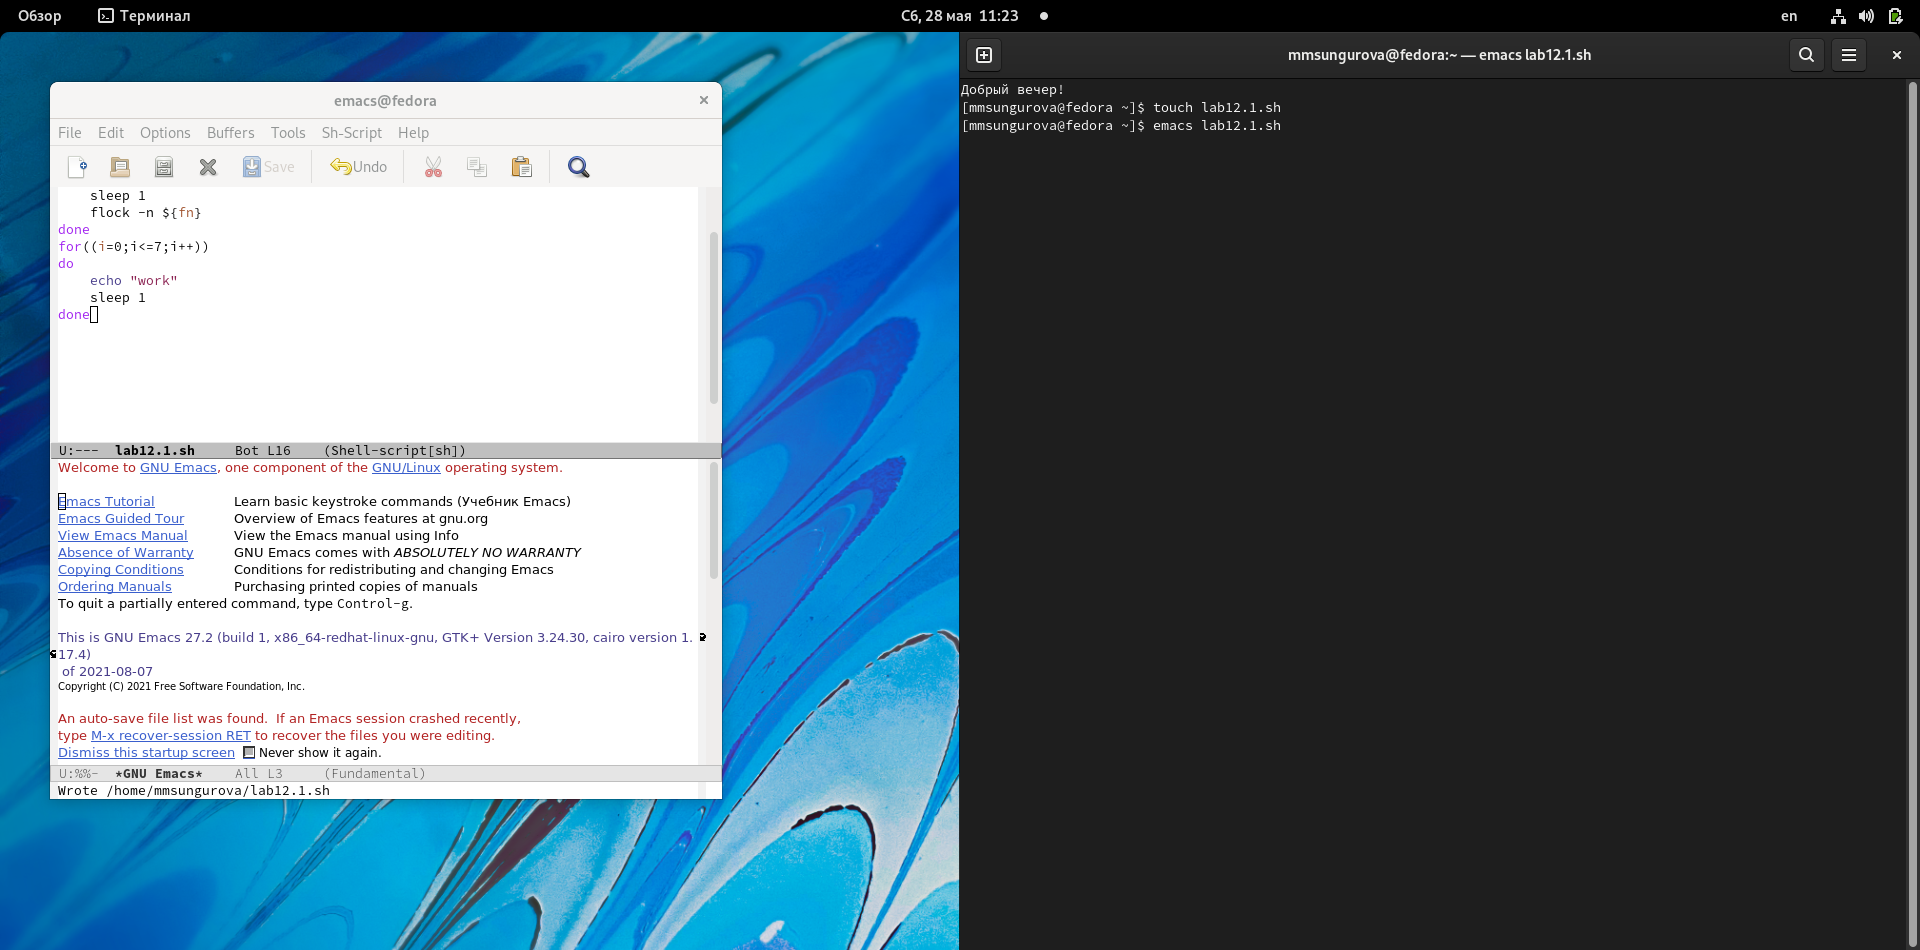 Обзор Терминал Сб, 28 мая 11:23 en
emacs@fedora
File Edit Options Buffers Tools Sh-Script Help
Save Undo
sleep 1
flock -n ${fn}
done
for((i=0;i<=7;i++))
do
echo "work"
sleep 1
done
U:--- lab12.1.sh Bot L16 (Shell-script[sh])
Welcome to GNU Emacs, one component of the GNU/Linux operating system.
Emacs Tutorial Learn basic keystroke commands (Учебник Emacs)
Emacs Guided Tour Overview of Emacs features at gnu.org
View Emacs Manual View the Emacs manual using Info
Absence of Warranty GNU Emacs comes with ABSOLUTELY NO WARRANTY
Copying Conditions Conditions for redistributing and changing Emacs
Ordering Manuals Purchasing printed copies of manuals
To quit a partially entered command, type Control-g.
This is GNU Emacs 27.2 (build 1, x86_64-redhat-linux-gnu, GTK+ Version 3.24.30, cairo version 1.
17.4)
of 2021-08-07
Copyright (C) 2021 Free Software Foundation, Inc.
An auto-save file list was found. If an Emacs session crashed recently,
type M-x recover-session RET to recover the files you were editing.
Dismiss this startup screen Never show it again.
U:%%- *GNU Emacs* All L3 (Fundamental)
Wrote /home/mmsungurova/lab12.1.sh
mmsungurova@fedora:~ — emacs lab12.1.sh
Добрый вечер!
[mmsungurova@fedora ~]$ touch lab12.1.sh
[mmsungurova@fedora ~]$ emacs lab12.1.sh